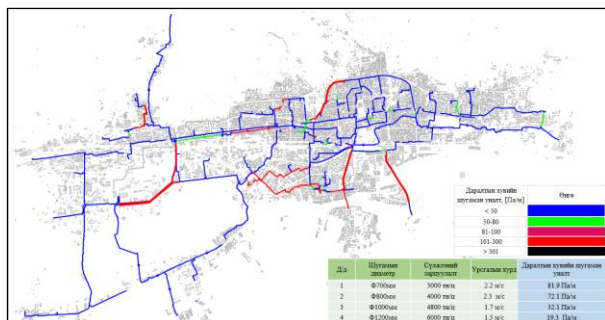 Даралтын хувийн
шугаман уналт, [Па/м]
Өнгө
< 50
50-80
81-100
101-300
> 301
Д/д
Шугамын диаметр
Сүлжээний зарцуулалт
Урсгалын хурд
Даралтын хувийн шугаман уналт
1 Ф700мм 3000 тн/ц 2.2 м/с 81.9 Па/м
2 Ф800мм 4000 тн/ц 2.3 м/с 72.1 Па/м
3 Ф1000мм 4800 тн/ц 1.7 м/с 32.1 Па/м
4 Ф1200мм 6000 тн/ц 1.5 м/с 19.3 Па/м